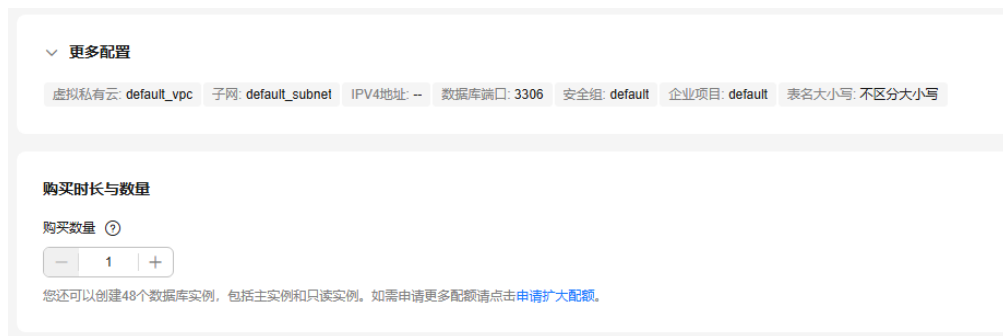 更多配置
虚拟私有云: default_vpc 子网: default_subnet IPV4地址: -- 数据库端口: 3306 安全组: default 企业项目: default 表名大小写: 不区分大小写
购买时长与数量
购买数量 ?
− 1 +
您还可以创建48个数据库实例，包括主实例和只读实例。如需申请更多配额请点击申请扩大配额。